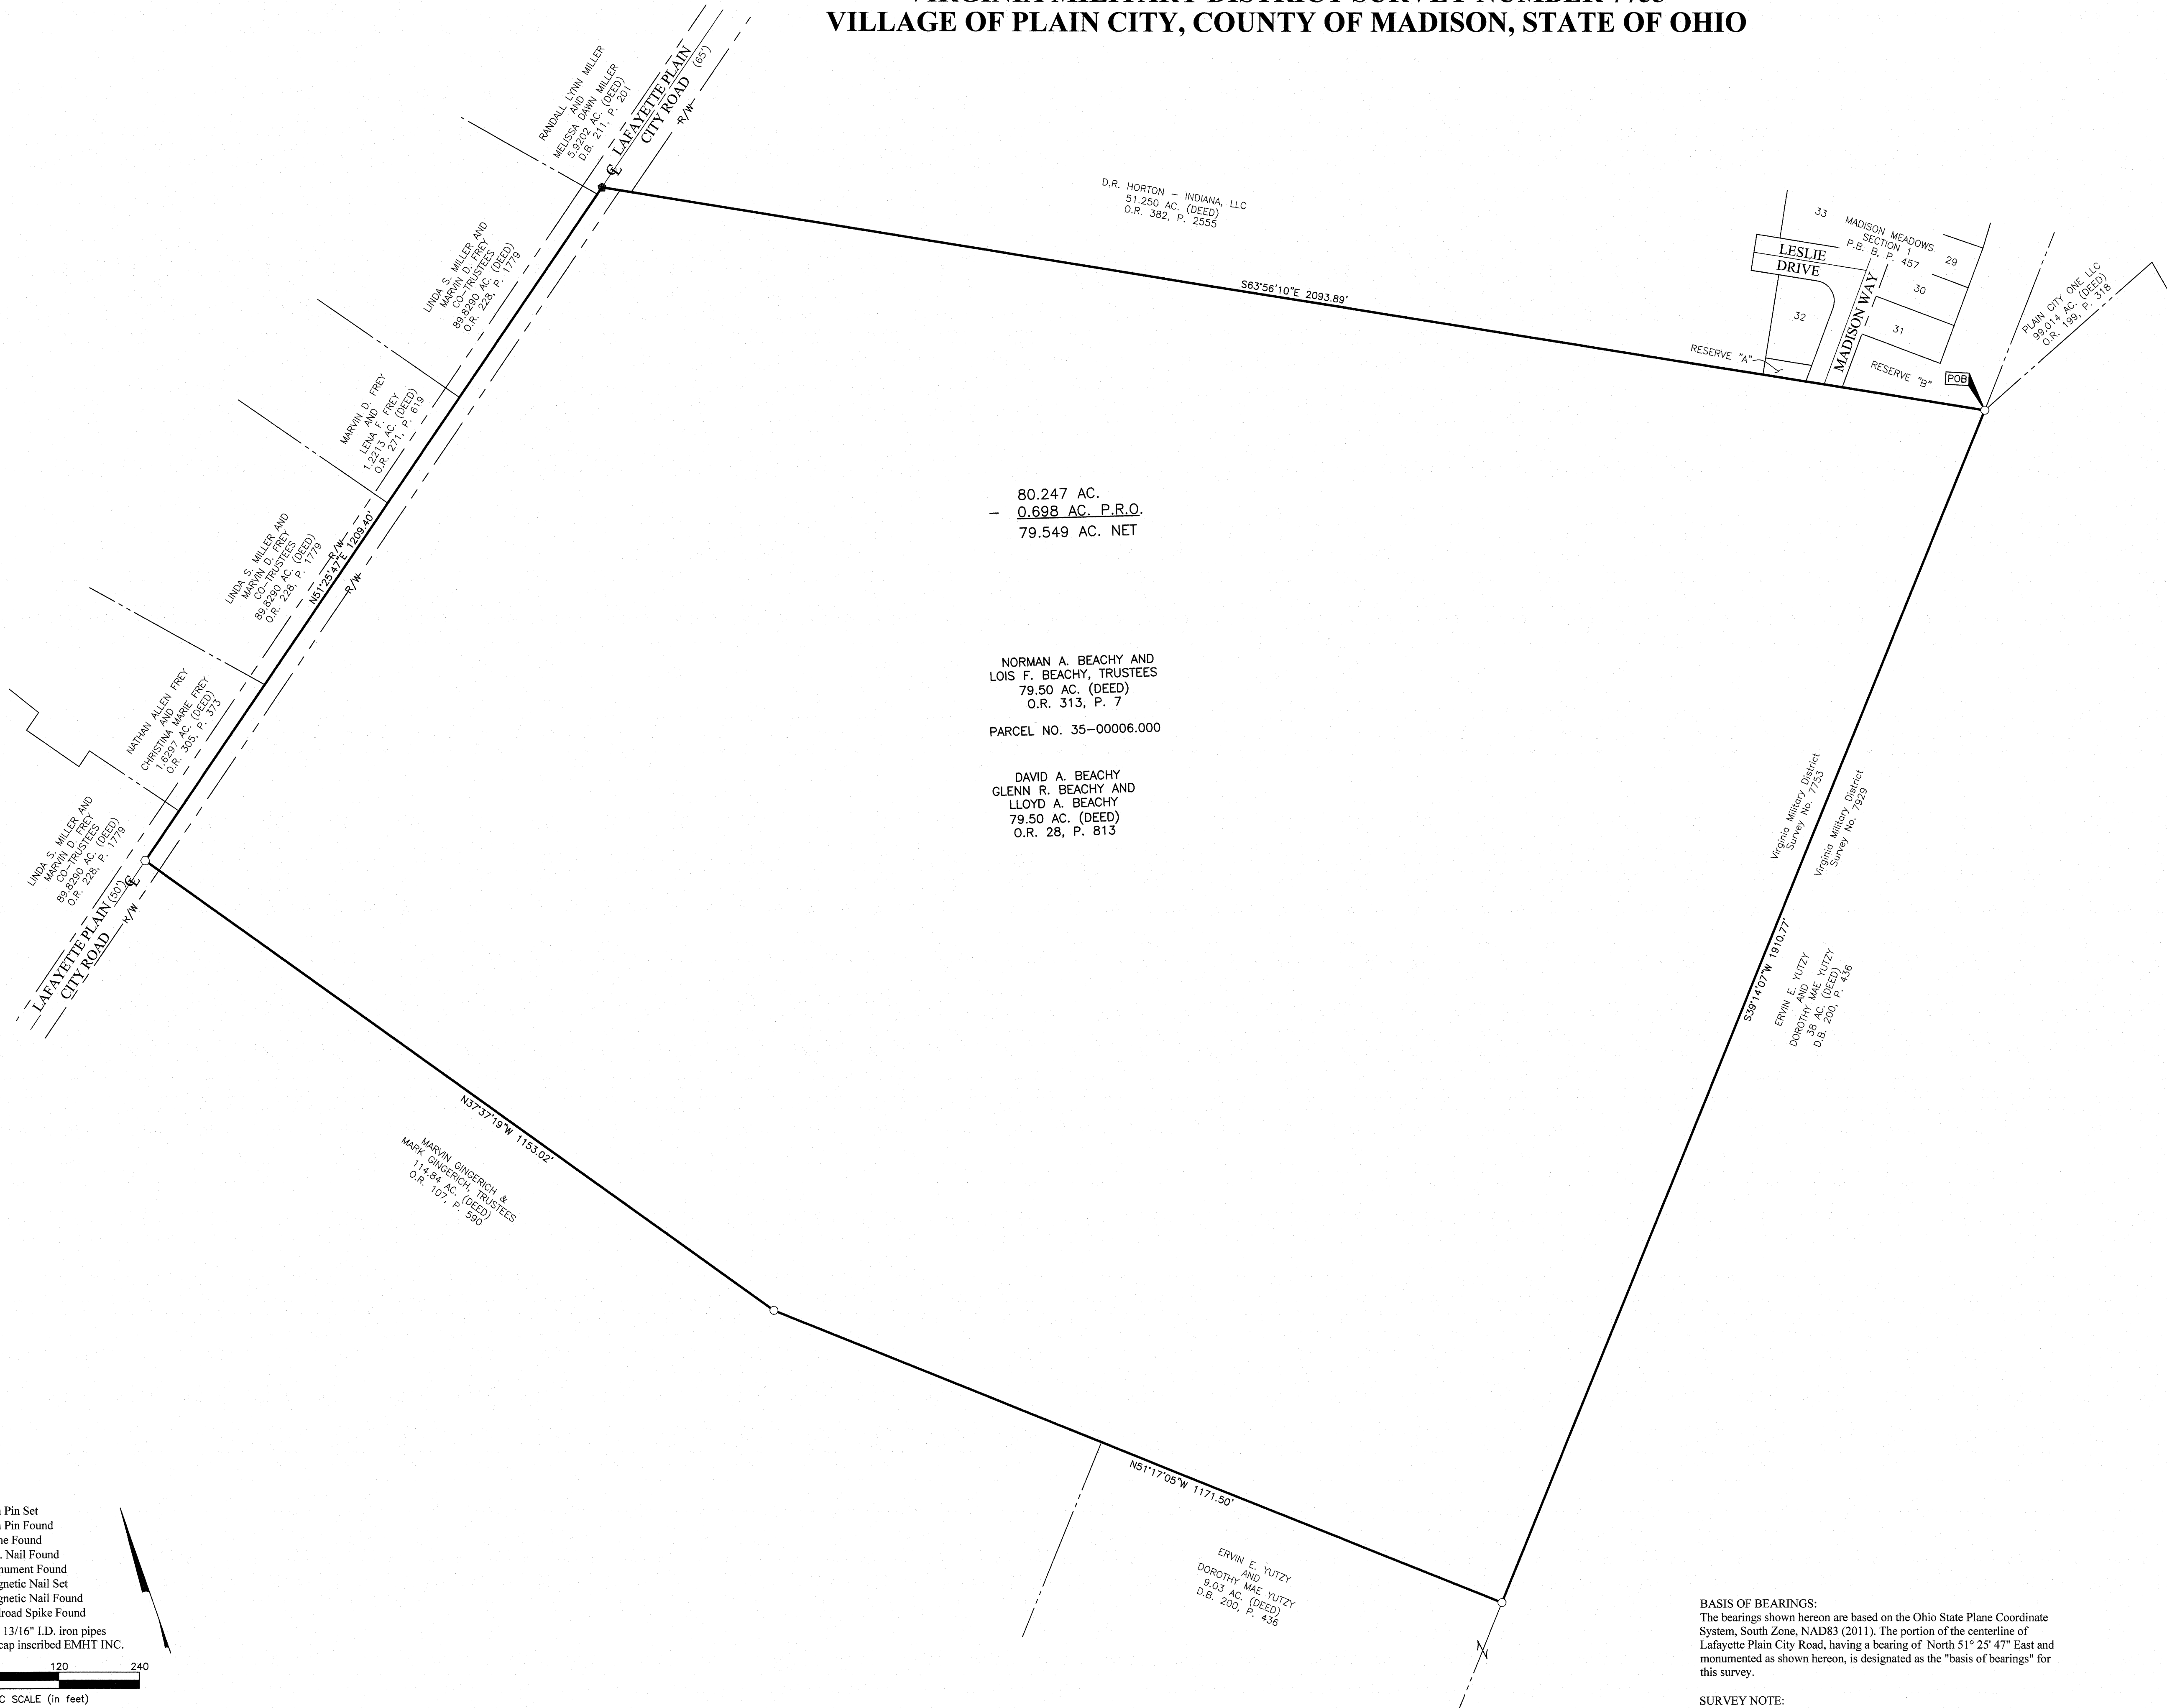 VILLAGE OF PLAIN CITY, COUNTY OF MADISON, STATE OF OHIO
RANDALL LYNN MILLER
AND
MELISSA DAWN MILLER
5.9202 AC. (DEED)
D.B. 211, P. 201
LAFAYETTE PLAIN
CITY ROAD
(65')
R/W
CL
D.R. HORTON – INDIANA, LLC
51.250 AC. (DEED)
O.R. 382, P. 2555
S63°56'10"E 2093.89'
33
MADISON MEADOWS
SECTION 1
P.B. B, P. 457
29
30
31
32
LESLIE
DRIVE
MADISON WAY
RESERVE "A"
RESERVE "B"
POB
PLAIN CITY ONE LLC
99.014 AC. (DEED)
O.R. 199, P. 318
LINDA S. MILLER AND
MARVIN D. FREY
CO-TRUSTEES
89.8290 AC. (DEED)
O.R. 228, P. 1779
MARVIN D. FREY
AND
LENA F. FREY
1.2213 AC. (DEED)
O.R. 271, P. 619
LINDA S. MILLER AND
MARVIN D. FREY
CO-TRUSTEES
89.8290 AC. (DEED)
O.R. 228, P. 1779
R/W
N51°25'47"E 1209.40'
R/W
80.247 AC.
– 0.698 AC. P.R.O.
79.549 AC. NET
NORMAN A. BEACHY AND
LOIS F. BEACHY, TRUSTEES
79.50 AC. (DEED)
O.R. 313, P. 7
PARCEL NO. 35-00006.000
DAVID A. BEACHY
GLENN R. BEACHY AND
LLOYD A. BEACHY
79.50 AC. (DEED)
O.R. 28, P. 813
NATHAN ALLEN FREY
AND
CHRISTINA MARIE FREY
1.6297 AC. (DEED)
O.R. 305, P. 373
LINDA S. MILLER AND
MARVIN D. FREY
CO-TRUSTEES
89.8290 AC. (DEED)
O.R. 228, P. 1779
LAFAYETTE PLAIN
CITY ROAD
(50')
CL
R/W
Virginia Military District
Survey No. 7753
Virginia Military District
Survey No. 7929
S39°14'07"W 1910.77'
ERVIN E. YUTZY
AND
DOROTHY MAE YUTZY
38 AC. (DEED)
D.B. 200, P. 436
N37°37'19"W 1153.02'
MARVIN GINGERICH &
MARK GINGERICH, TRUSTEES
114.84 AC. (DEED)
O.R. 107, P. 590
N51°17'05"W 1171.50'
ERVIN E. YUTZY
AND
DOROTHY MAE YUTZY
9.03 AC. (DEED)
D.B. 200, P. 436
Pin Set
Pin Found
Found
Nail Found
Found
Nail Set
Nail Found
Spike Found
13/16" I.D. iron pipes
cap inscribed EMHT INC.
120 240
SCALE (in feet)
BASIS OF BEARINGS:
The bearings shown hereon are based on the Ohio State Plane Coordinate
System, South Zone, NAD83 (2011). The portion of the centerline of
Lafayette Plain City Road, having a bearing of North 51° 25' 47" East and
monumented as shown hereon, is designated as the "basis of bearings" for
this survey.
SURVEY NOTE: